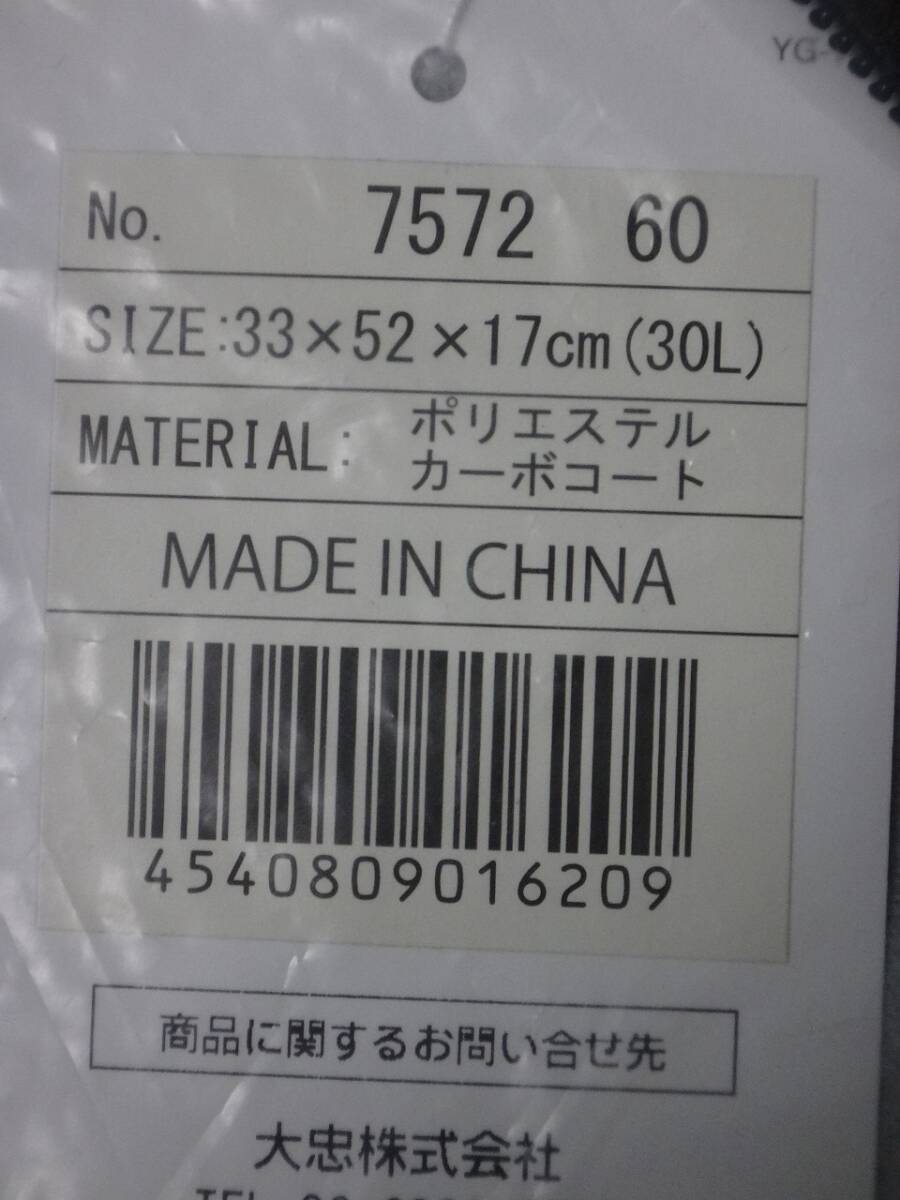 YG-
No. 7572 60
SIZE:33×52×17cm(30L)
MATERIAL: ポリエステル
カーボコート
MADE IN CHINA
4540809016209
商品に関するお問い合せ先
大忠株式会社